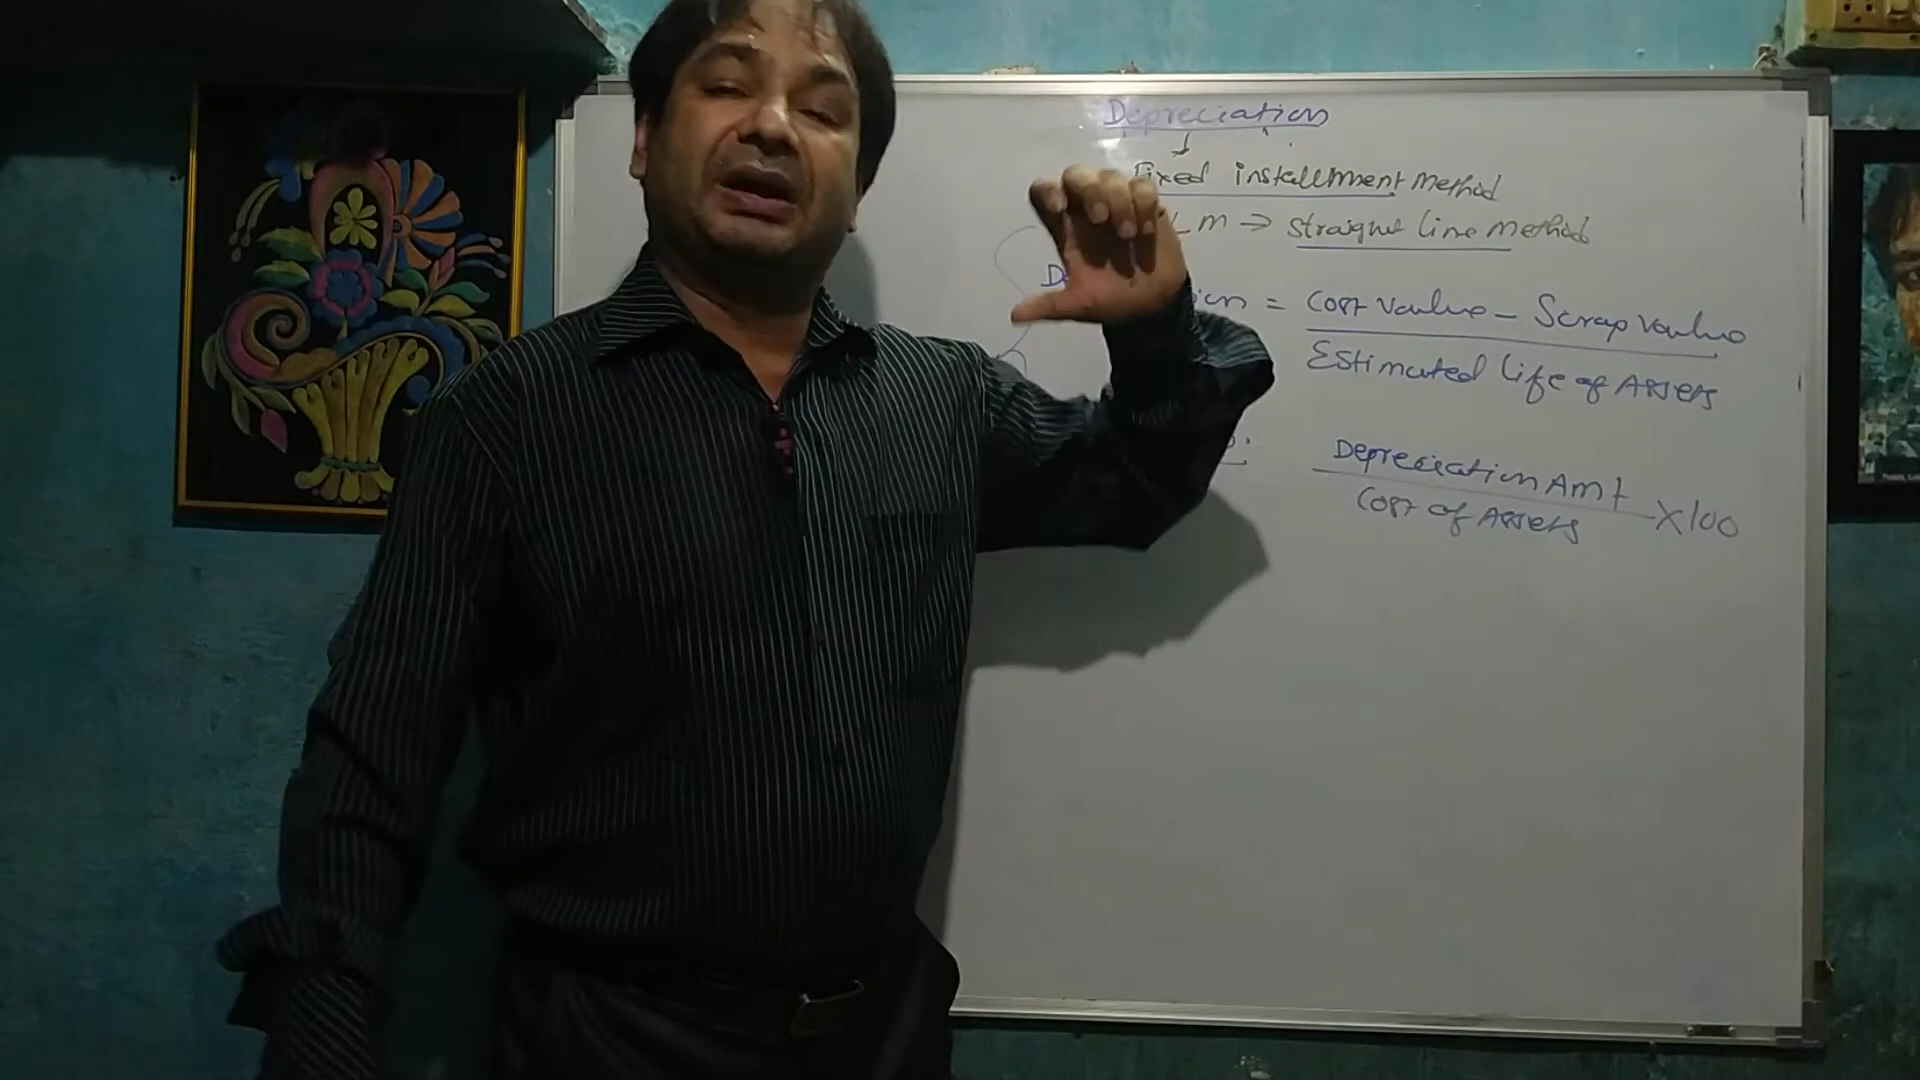 Depreciation
Fixed installment Method
LM → Straight line Method
= Cost Value - Scrap Value
Estimated life of Assets
Depreciation Amt
Cost of Assets
×100